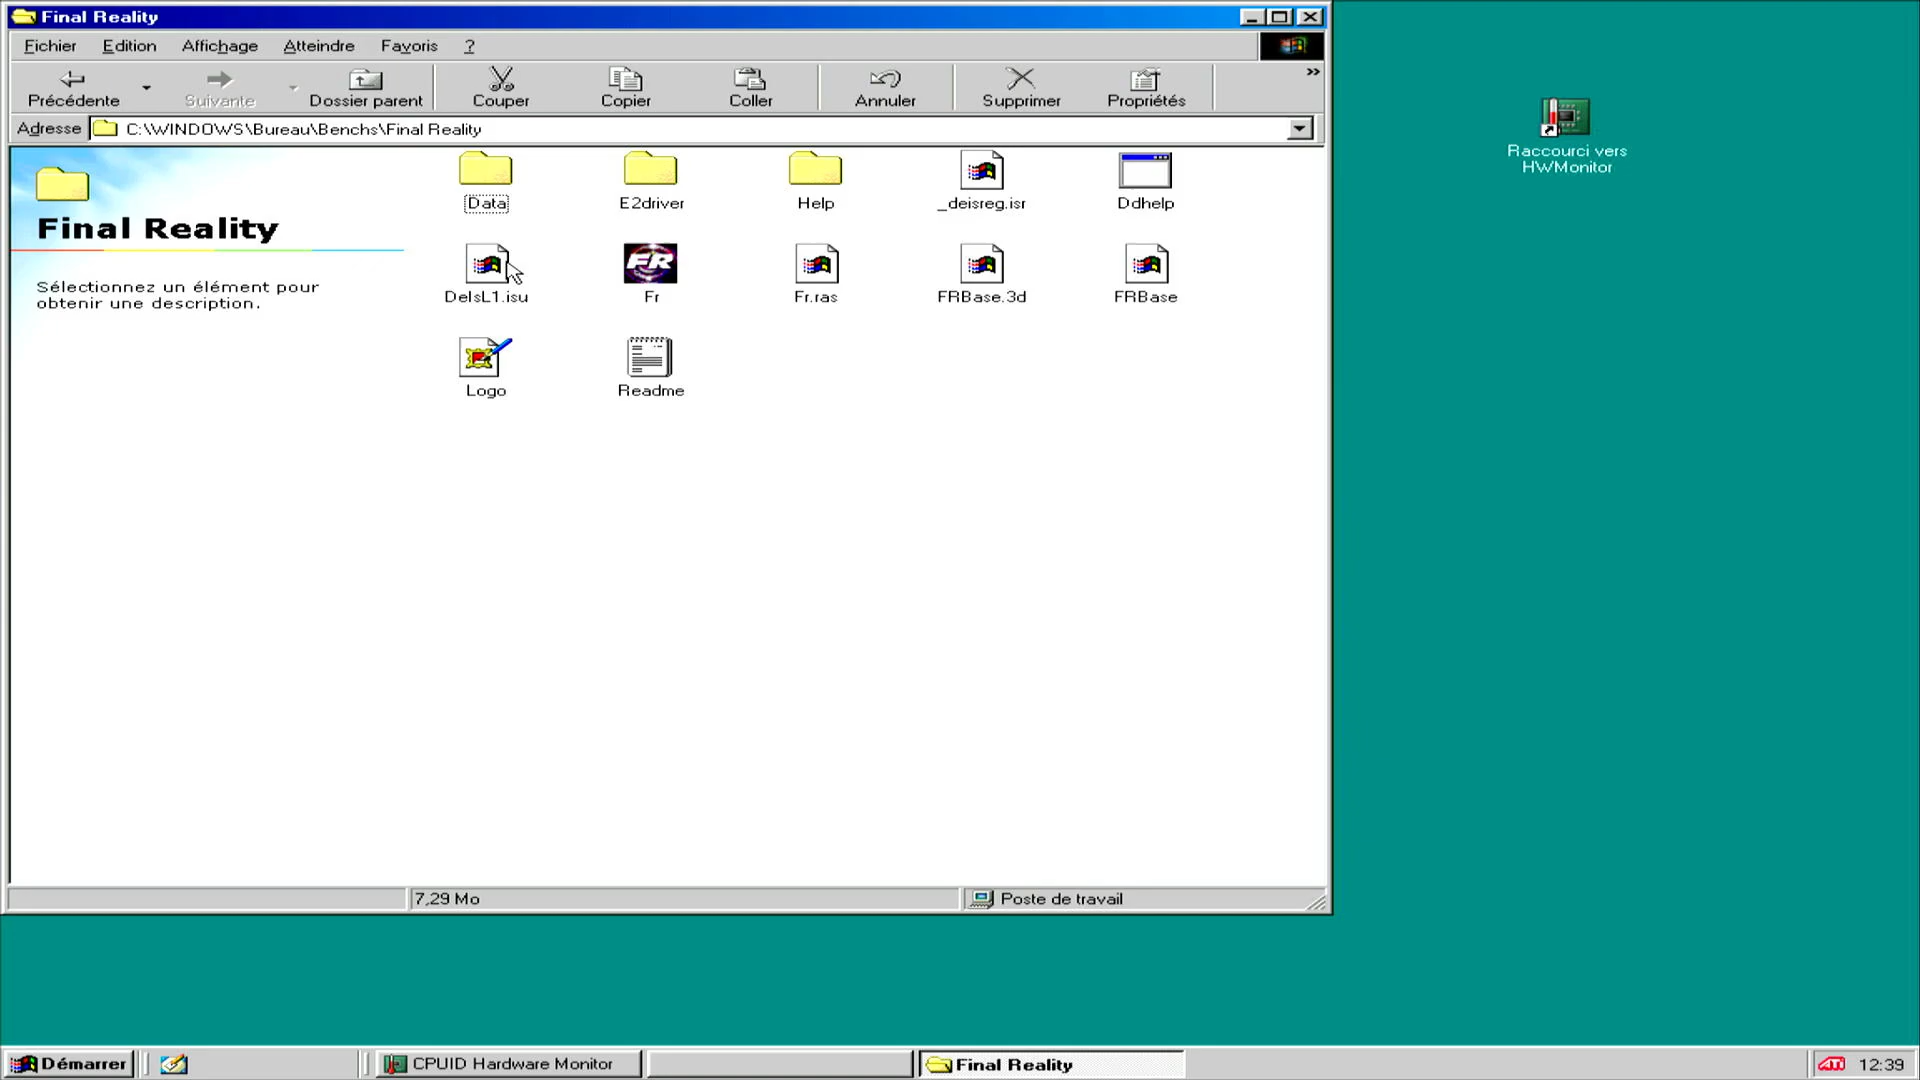 Final Reality
Fichier Edition Affichage Atteindre Favoris ?
Précédente Suivante Dossier parent Couper Copier Coller Annuler Supprimer Propriétés »
Adresse C:\WINDOWS\Bureau\Benchs\Final Reality
Final Reality
Sélectionnez un élément pour
obtenir une description.
Data E2driver Help _deisreg.isr Ddhelp
DeIsL1.isu Fr Fr.ras FRBase.3d FRBase
FR
Logo Readme
7,29 Mo Poste de travail
Raccourci vers
HWMonitor
Démarrer CPUID Hardware Monitor Final Reality ATI 12:39